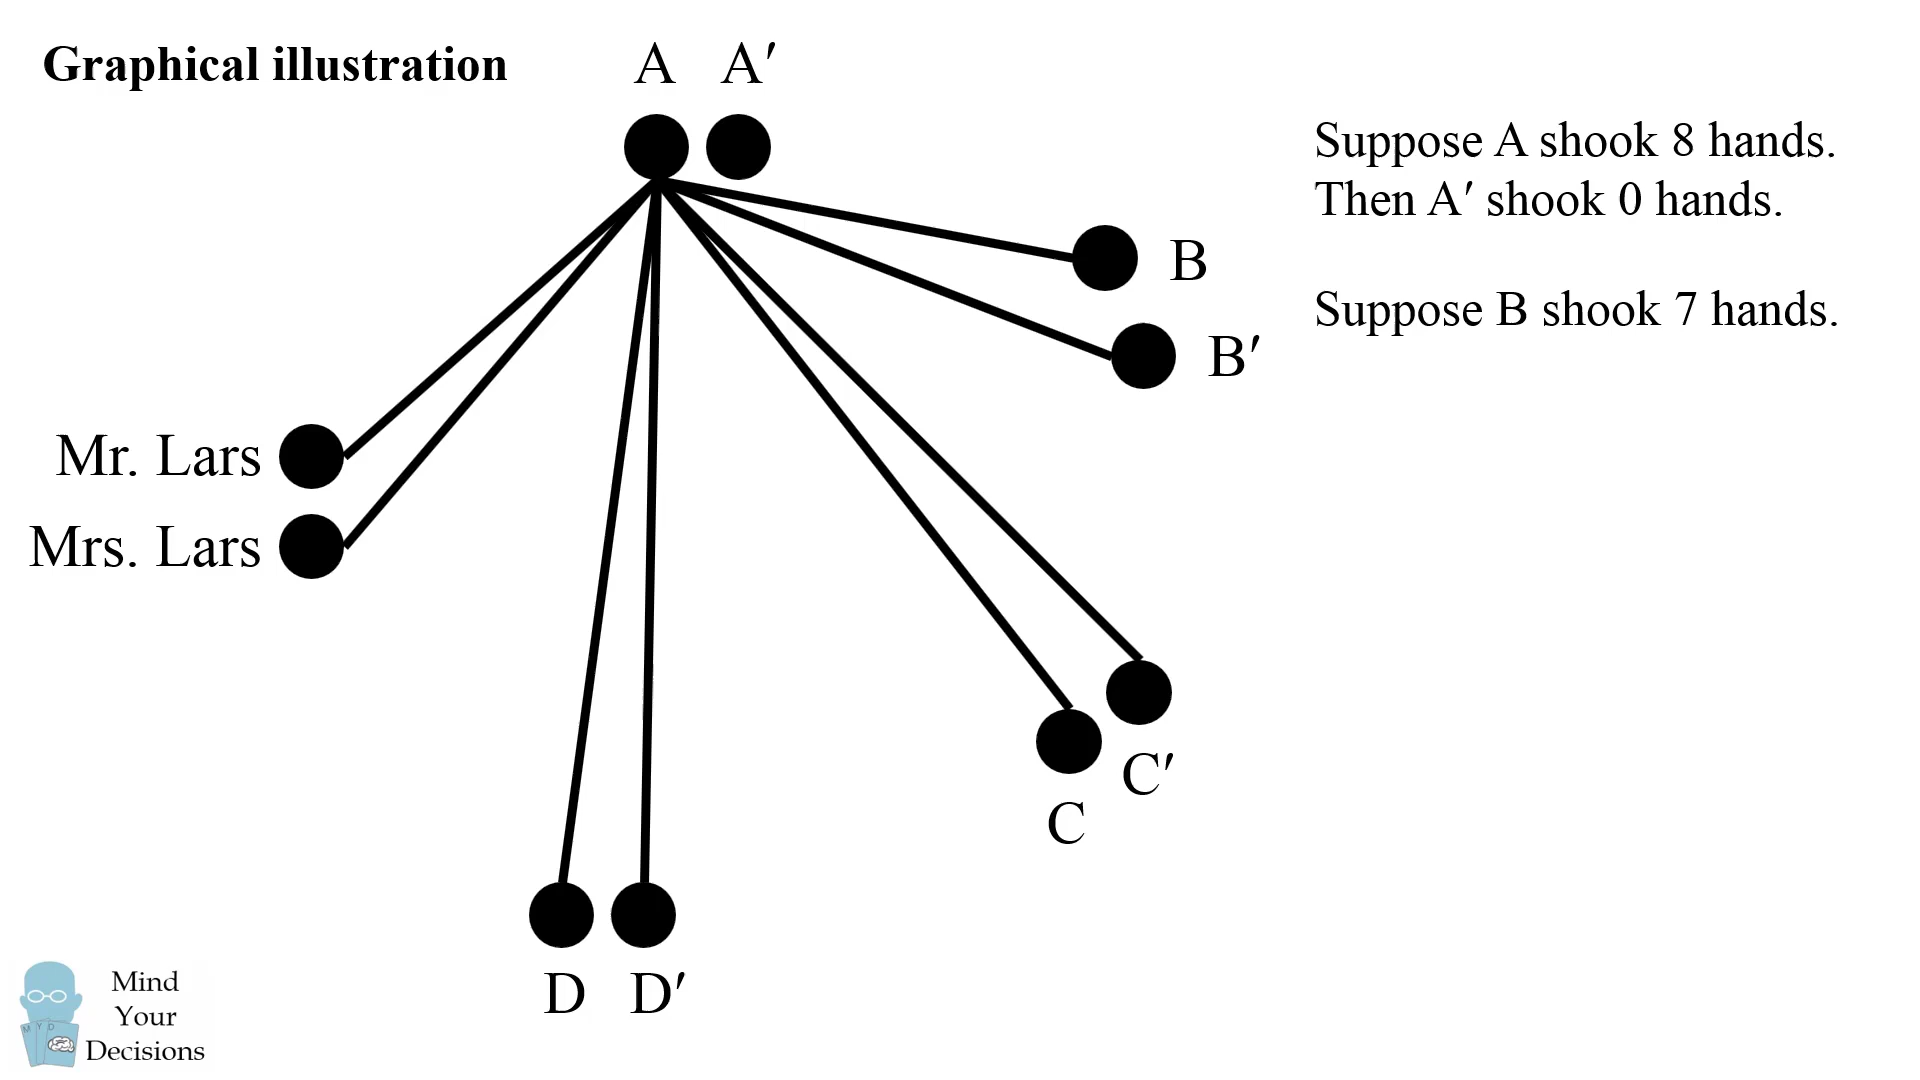 Graphical illustration
A A′
Suppose A shook 8 hands.
Then A′ shook 0 hands.
B
Suppose B shook 7 hands.
B′
Mr. Lars
Mrs. Lars
C′
C
D D′
M Y D
Mind
Your
Decisions